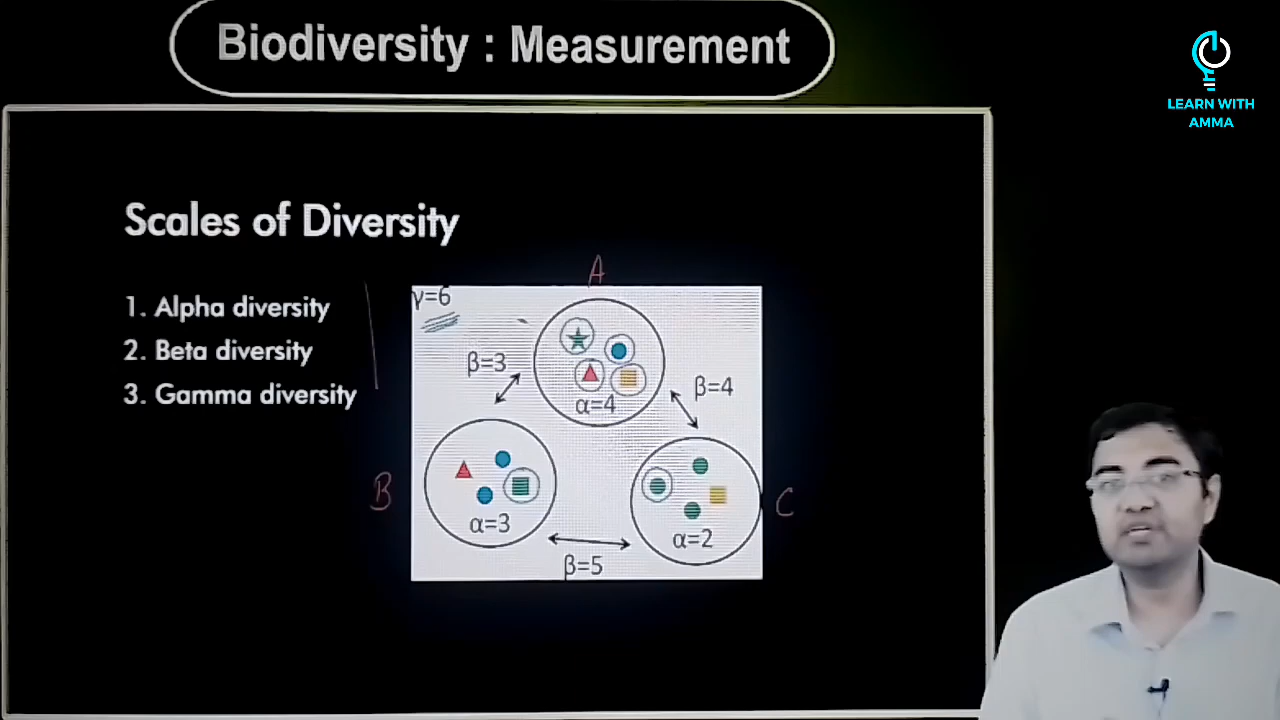 Biodiversity : Measurement
LEARN WITH
AMMA
Scales of Diversity
1. Alpha diversity
2. Beta diversity
3. Gamma diversity
A
γ=6
β=3
α=4
β=4
B
α=3
C
α=2
β=5